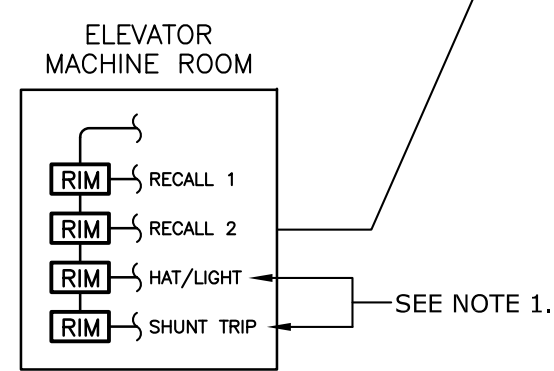 ELEVATOR
MACHINE ROOM
RIM RECALL 1
RIM RECALL 2
RIM HAT/LIGHT
SEE NOTE 1.
RIM SHUNT TRIP